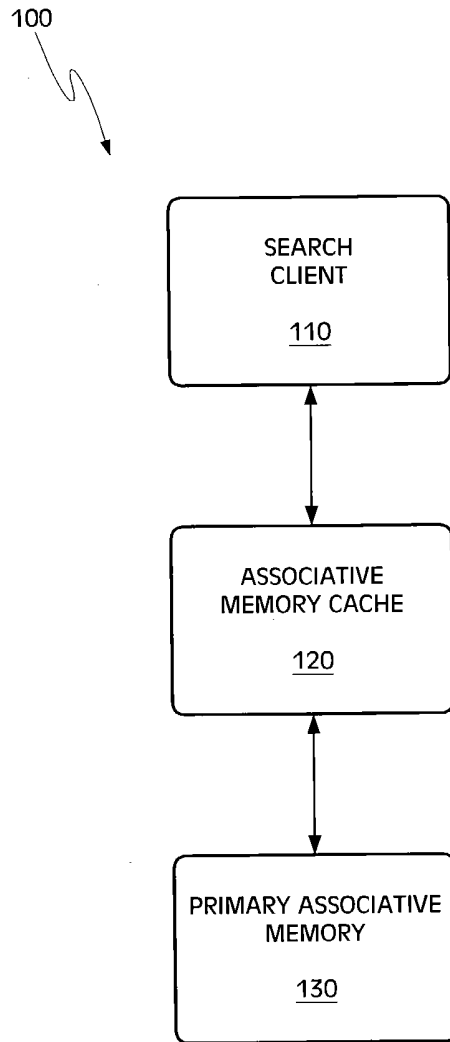 100
SEARCH
CLIENT
110
ASSOCIATIVE
MEMORY CACHE
120
PRIMARY ASSOCIATIVE
MEMORY
130